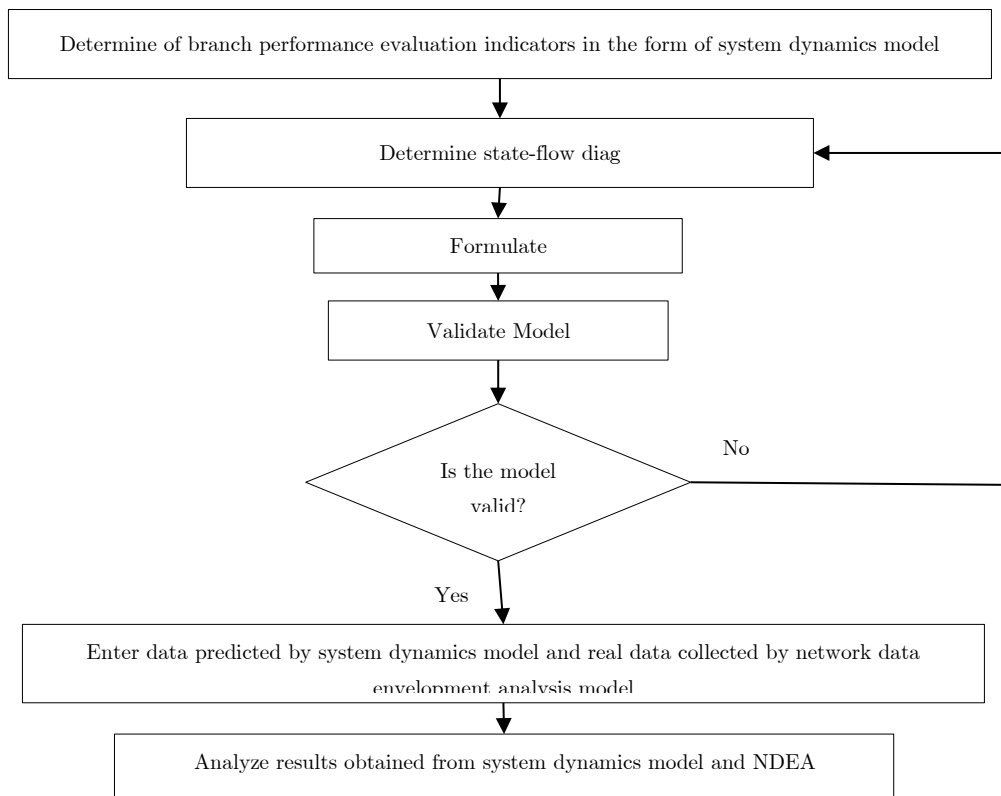 Determine of branch performance evaluation indicators in the form of system dynamics model
Determine state-flow diag
Formulate
Validate Model
Is the model
valid?
No
Yes
Enter data predicted by system dynamics model and real data collected by network data
envelopment analysis model
Analyze results obtained from system dynamics model and NDEA